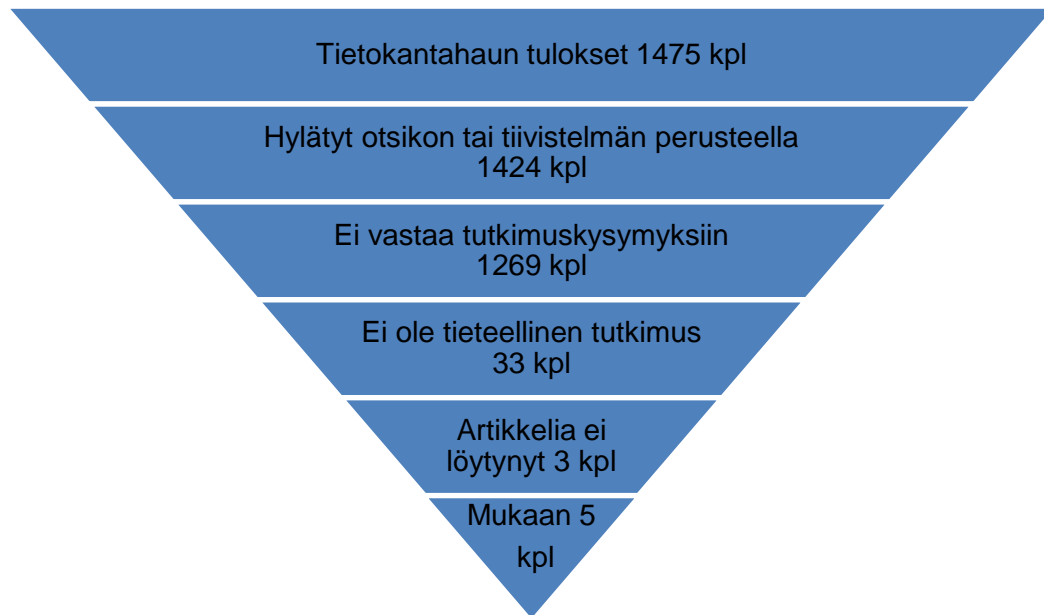 Tietokantahaun tulokset 1475 kpl
Hylätyt otsikon tai tiivistelmän perusteella
1424 kpl
Ei vastaa tutkimuskysymyksiin
1269 kpl
Ei ole tieteellinen tutkimus
33 kpl
Artikkelia ei
löytynyt 3 kpl
Mukaan 5
kpl